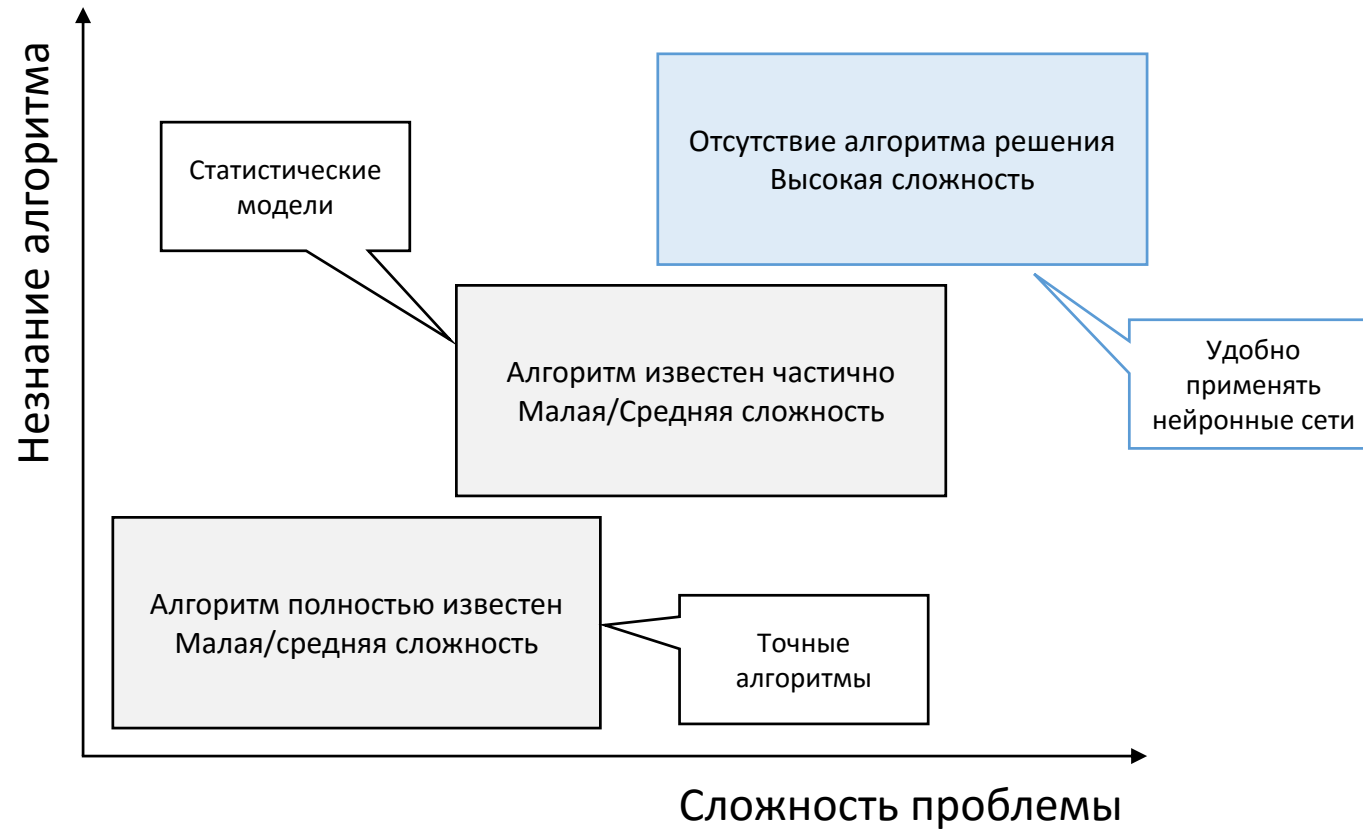 Незнание алгоритма
Статистические
модели
Отсутствие алгоритма решения
Высокая сложность
Удобно
применять
нейронные сети
Алгоритм известен частично
Малая/Средняя сложность
Алгоритм полностью известен
Малая/средняя сложность
Точные
алгоритмы
Сложность проблемы